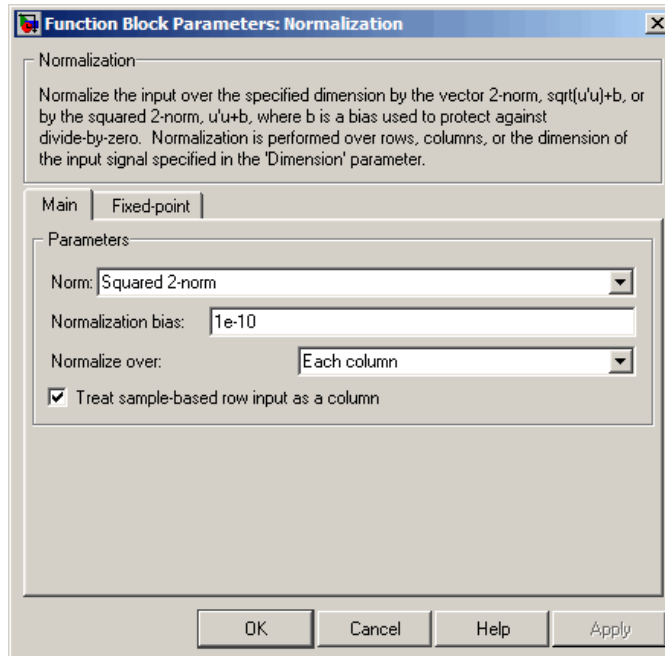 Function Block Parameters: Normalization
Normalization
Normalize the input over the specified dimension by the vector 2-norm, sqrt(u'u)+b, or
by the squared 2-norm, u'u+b, where b is a bias used to protect against
divide-by-zero.  Normalization is performed over rows, columns, or the dimension of
the input signal specified in the 'Dimension' parameter.
Main Fixed-point
Parameters
Norm: Squared 2-norm
Normalization bias: 1e-10
Normalize over: Each column
Treat sample-based row input as a column
OK Cancel Help Apply